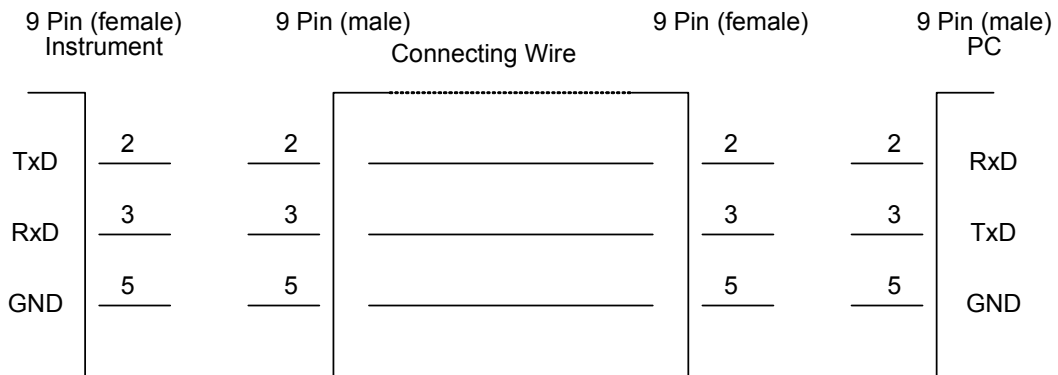 9 Pin (female) 9 Pin (male) 9 Pin (female) 9 Pin (male)
Instrument Connecting Wire PC
2 2 2 2
TxD RxD
3 3 3 3
RxD TxD
5 5 5 5
GND GND